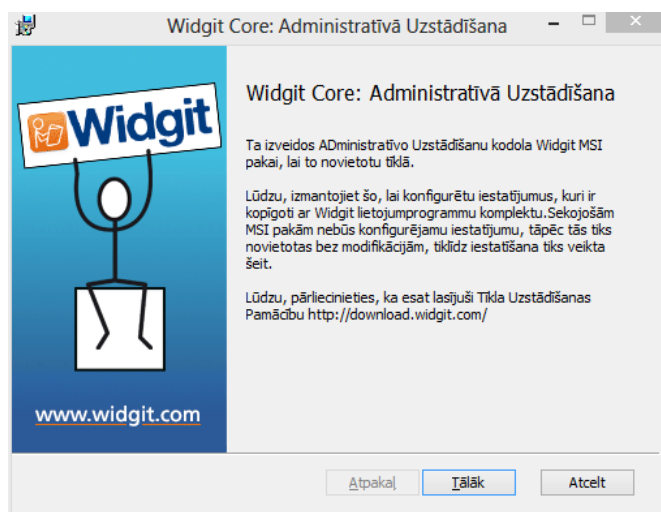 Widgit Core: Administratīvā Uzstādīšana
Widgit
Widgit Core: Administratīvā Uzstādīšana
Ta izveidos ADministratīvo Uzstādīšanu kodola Widgit MSI
pakai, lai to novietotu tīklā.
Lūdzu, izmantojiet šo, lai konfigurētu iestatījumus, kuri ir
kopīgoti ar Widgit lietojumprogrammu komplektu.Sekojošām
MSI pakām nebūs konfigurējamu iestatījumu, tāpēc tās tiks
novietotas bez modifikācijām, tiklīdz iestatīšana tiks veikta
šeit.
Lūdzu, pārliecinieties, ka esat lasījuši Tīkla Uzstādīšanas
Pamācību http://download.widgit.com/
www.widgit.com
Atpakaļ Tālāk Atcelt